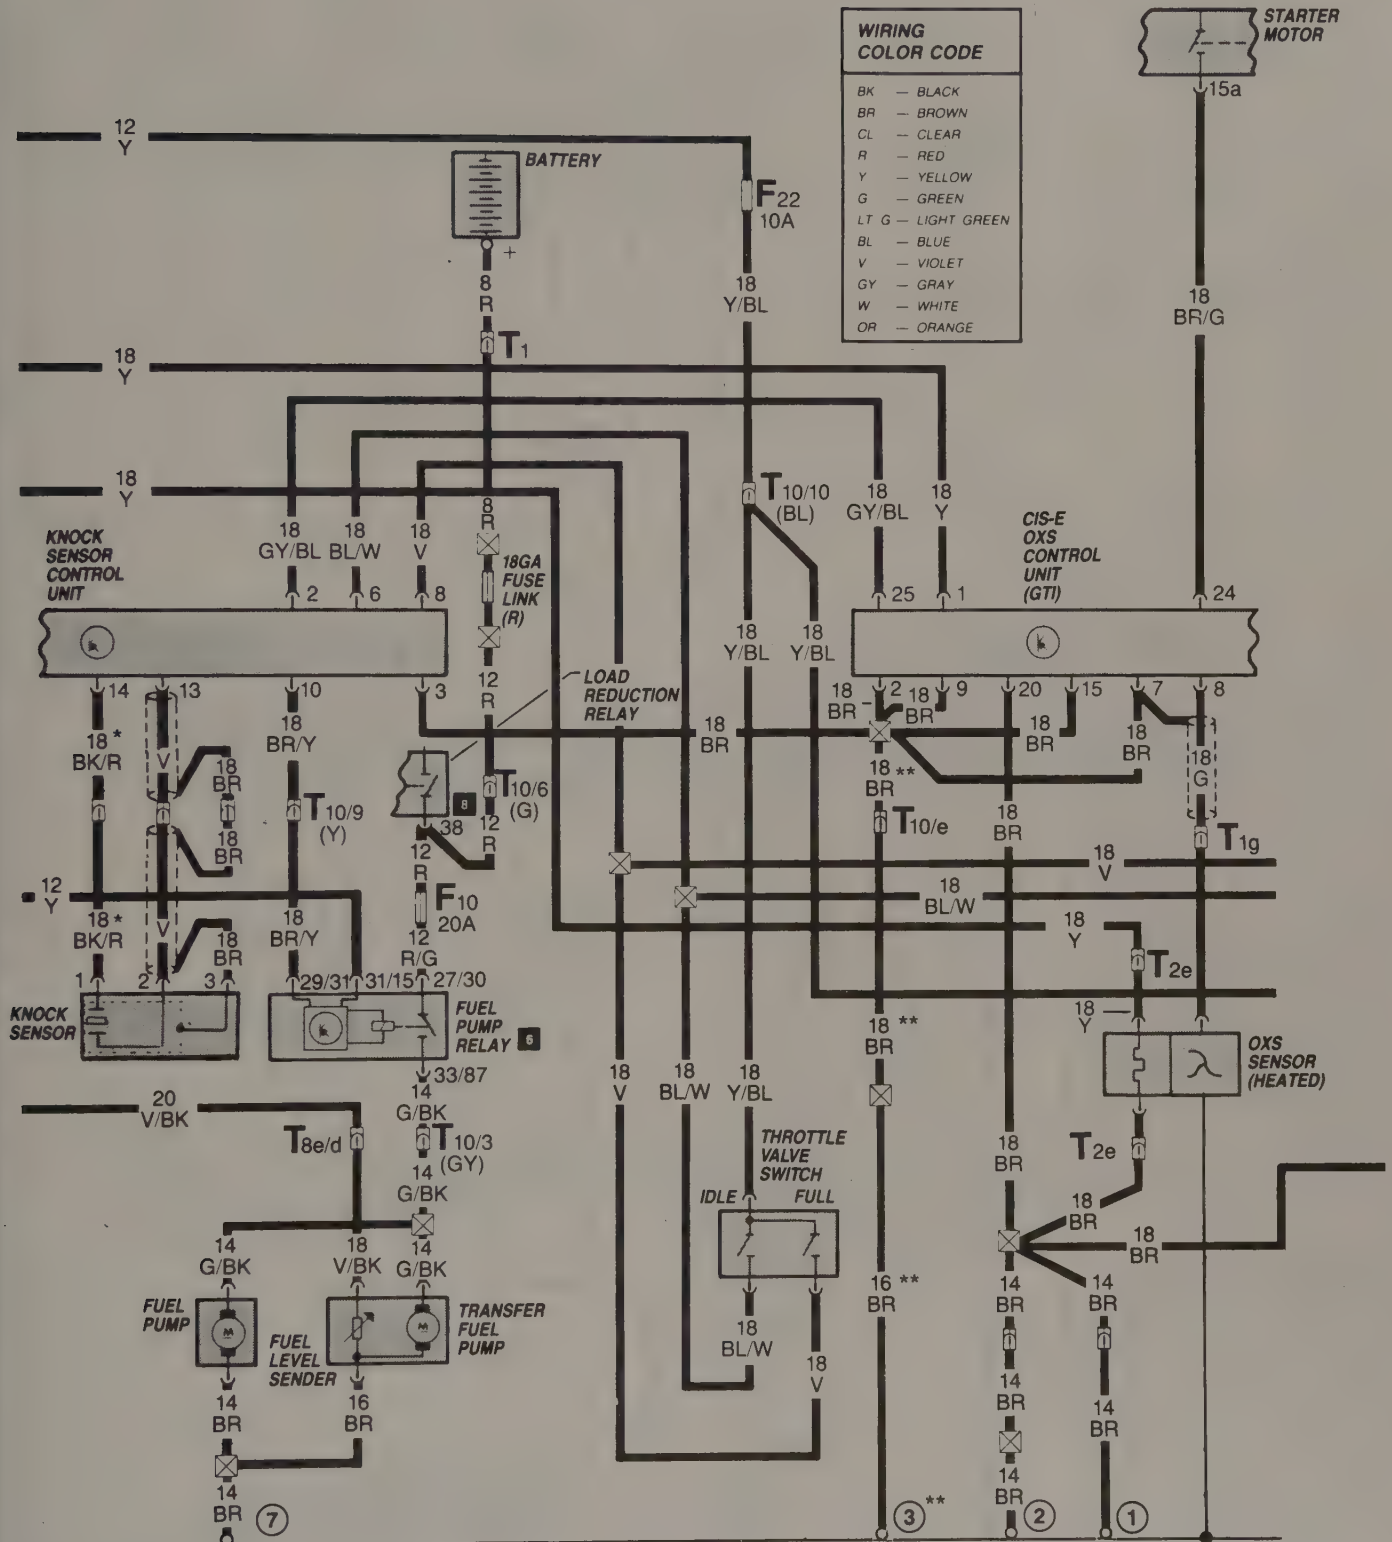 STARTER
MOTOR
15a
WIRING
COLOR CODE
BK — BLACK
BR — BROWN
CL — CLEAR
R — RED
Y — YELLOW
G — GREEN
LT G — LIGHT GREEN
BL — BLUE
V — VIOLET
GY — GRAY
W — WHITE
OR — ORANGE
12
Y
BATTERY
+
F22
10A
8
R
18
Y/BL
18
BR/G
T1
18
Y
18
Y
T10/10
(BL)
18
GY/BL
18
Y
8
R
18
GY/BL
18
BL/W
18
V
KNOCK
SENSOR
CONTROL
UNIT
18GA
FUSE
LINK
(R)
CIS-E
OXS
CONTROL
UNIT
(GTI)
2 6 8
25 1 24
18
Y/BL
18
Y/BL
12
R
LOAD
REDUCTION
RELAY
14 13 10 3
2 9 20 15 7 8
18
BR
18
BR
18 *
BK/R
V
18
BR/Y
18
BR
18
BR
18
BR
18
G
18
BR
18 **
BR
T10/9
(Y)
8
T10/6
(G)
T10/e
18
BR
T1g
18
BR
38
12
R
12
R
18
V
12
Y
F10
20A
18
BL/W
18 *
BK/R
V
18
BR
18
BR/Y
12
R/G
18
Y
T2e
1 2 3
29/31 31/15 27/30
KNOCK
SENSOR
FUEL
PUMP
RELAY 6
18 **
BR
18
Y
OXS
SENSOR
(HEATED)
33/87
18
V
18
BL/W
18
Y/BL
20
V/BK
14
G/BK
T8e/d
T10/3
(GY)
THROTTLE
VALVE
SWITCH
18
BR
T2e
14
G/BK
IDLE FULL
18
BR
18
BR
14
G/BK
18
V/BK
14
G/BK
16 **
BR
14
BR
14
BR
FUEL
PUMP
M
FUEL
LEVEL
SENDER
M
TRANSFER
FUEL
PUMP
18
BL/W
18
V
14
BR
16
BR
14
BR
14
BR
14
BR
14
BR
7
3 **
2
1